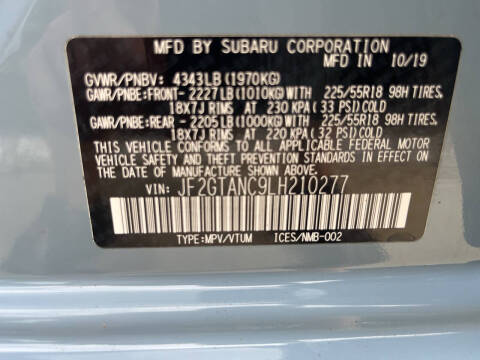 MFD BY SUBARU CORPORATION
MFD IN 10/19
GVWR/PNBV: 4343LB (1970KG)
GAWR/PNBE:FRONT- 2227LB(1010KG) WITH 225/55R18 98H TIRES,
18X7J RIMS AT 230 KPA ( 33 PSI) COLD
GAWR/PNBE:REAR - 2205LB(1000KG) WITH 225/55R18 98H TIRES,
18X7J RIMS AT 220 KPA ( 32 PSI) COLD
THIS VEHICLE CONFORMS TO ALL APPLICABLE FEDERAL MOTOR
VEHICLE SAFETY AND THEFT PREVENTION STANDARDS IN EFFECT
ON THE DATE OF MANUFACTURE SHOWN ABOVE.
VIN: JF2GTANC9LH210277
TYPE:MPV/VTUM ICES/NMB-002